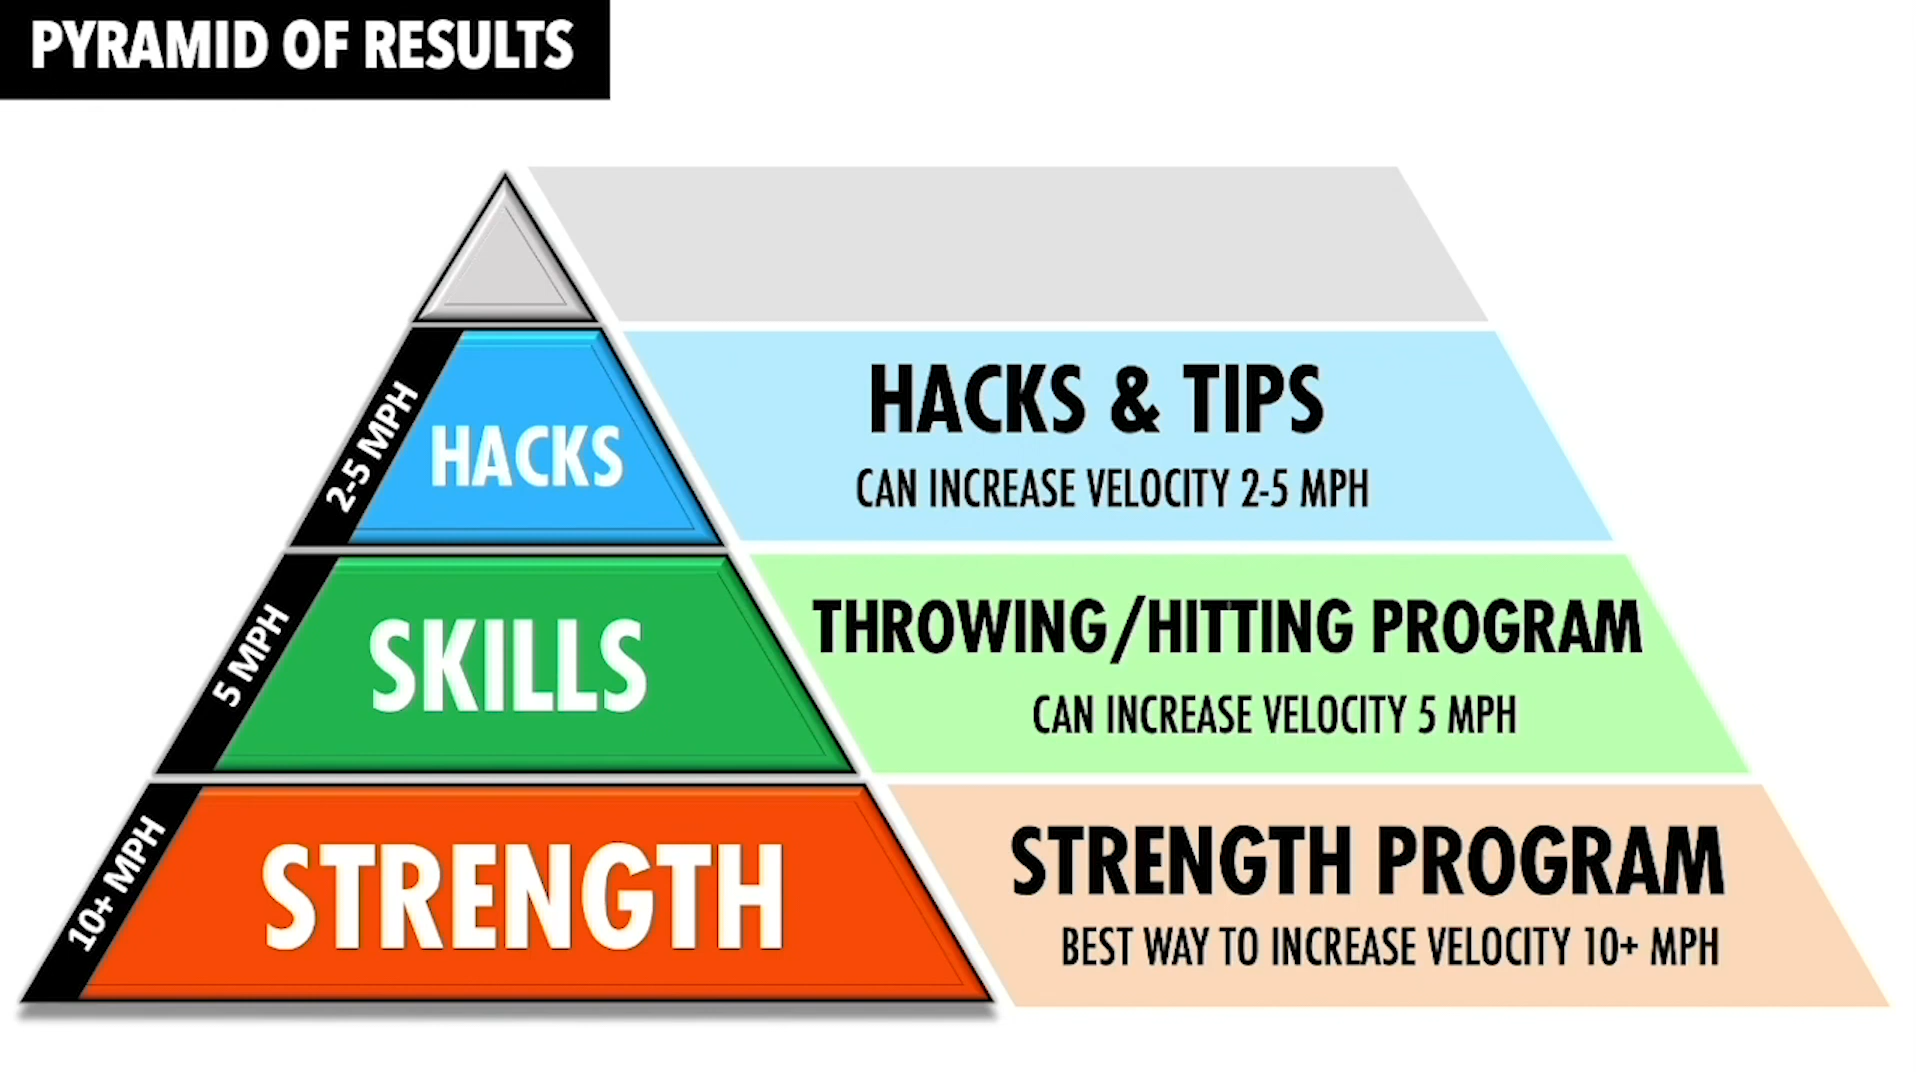 PYRAMID OF RESULTS
2-5 MPH
HACKS
HACKS & TIPS
CAN INCREASE VELOCITY 2-5 MPH
5 MPH
SKILLS
THROWING/HITTING PROGRAM
CAN INCREASE VELOCITY 5 MPH
10+ MPH
STRENGTH
STRENGTH PROGRAM
BEST WAY TO INCREASE VELOCITY 10+ MPH